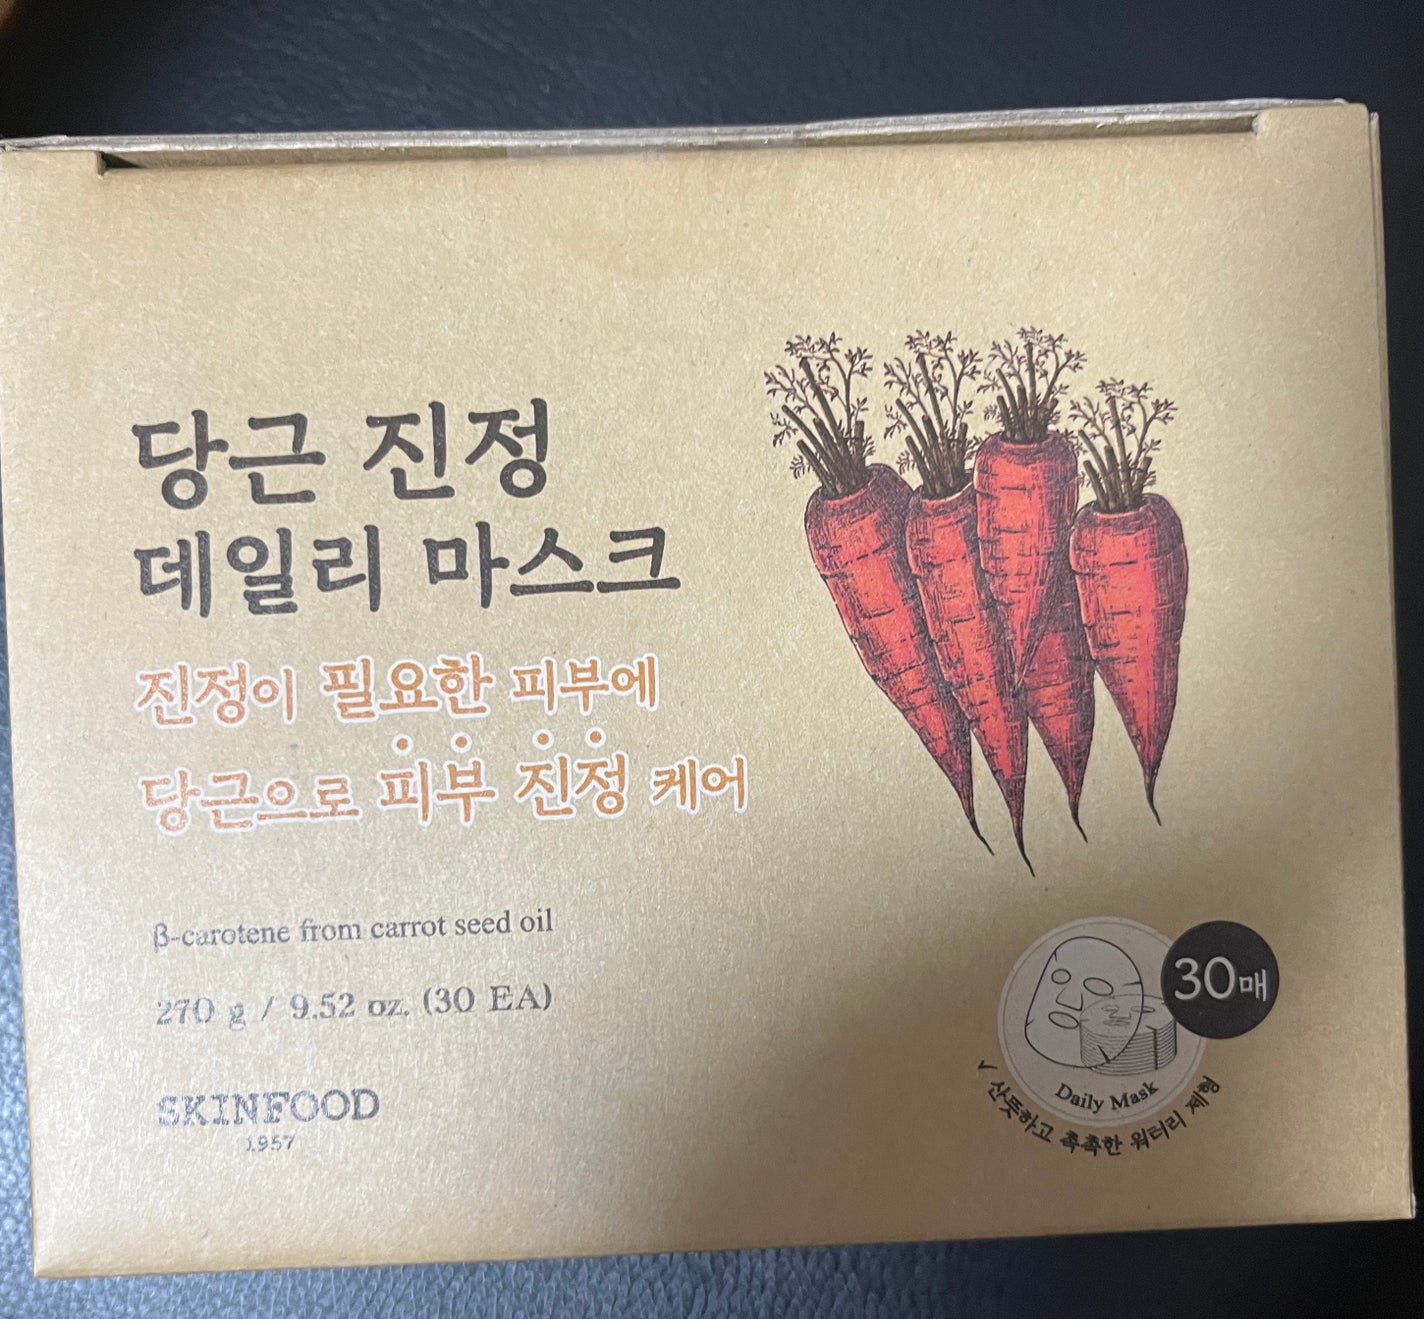 당근 진정
데일리 마스크
진정이 필요한 피부에
당근으로 피부 진정 케어
β-carotene from carrot seed oil
270 g / 9.52 oz. (30 EA)
SKINFOOD
1957
30매
Daily Mask
✓ 산뜻하고 촉촉한 워터리 제형